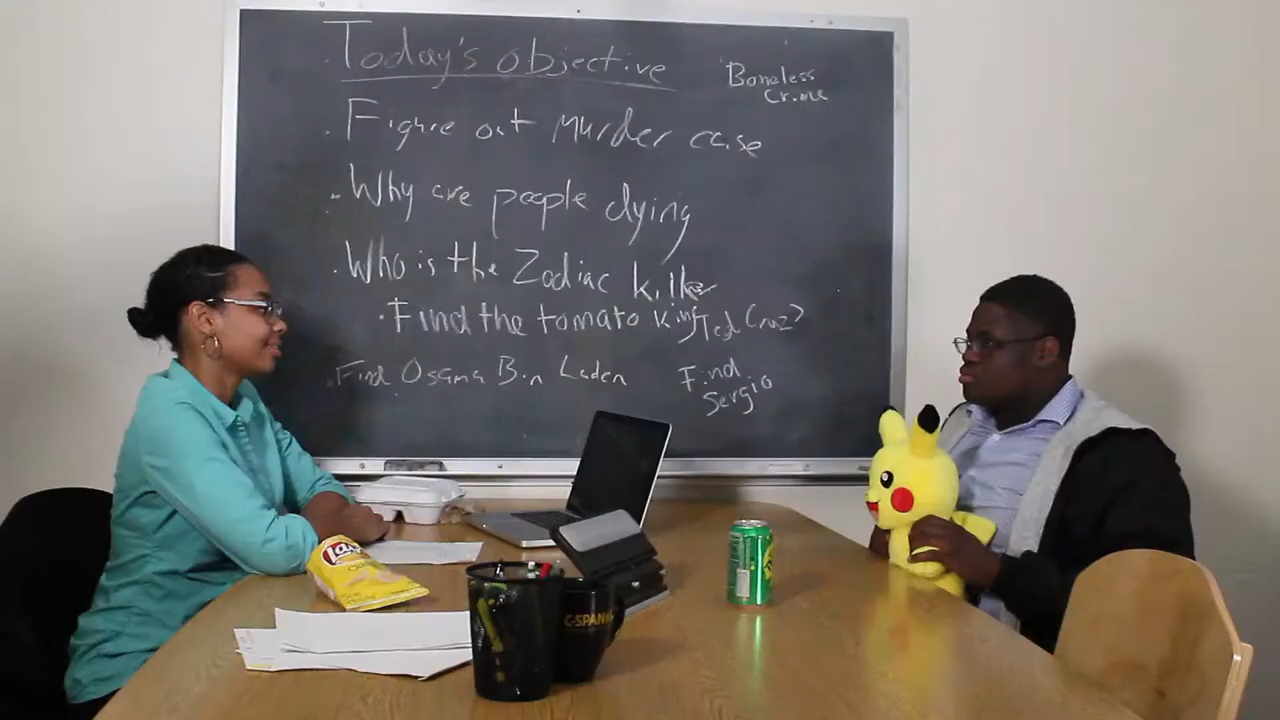 Today's objective
Boneless
Crime
. Figure out murder case
. Why are people dying
. Who is the Zodiac killer
. Find the tomato king
Ted Cruz?
. Find Osama Bin Laden
Find
Sergio
Lay's
C-SPAN